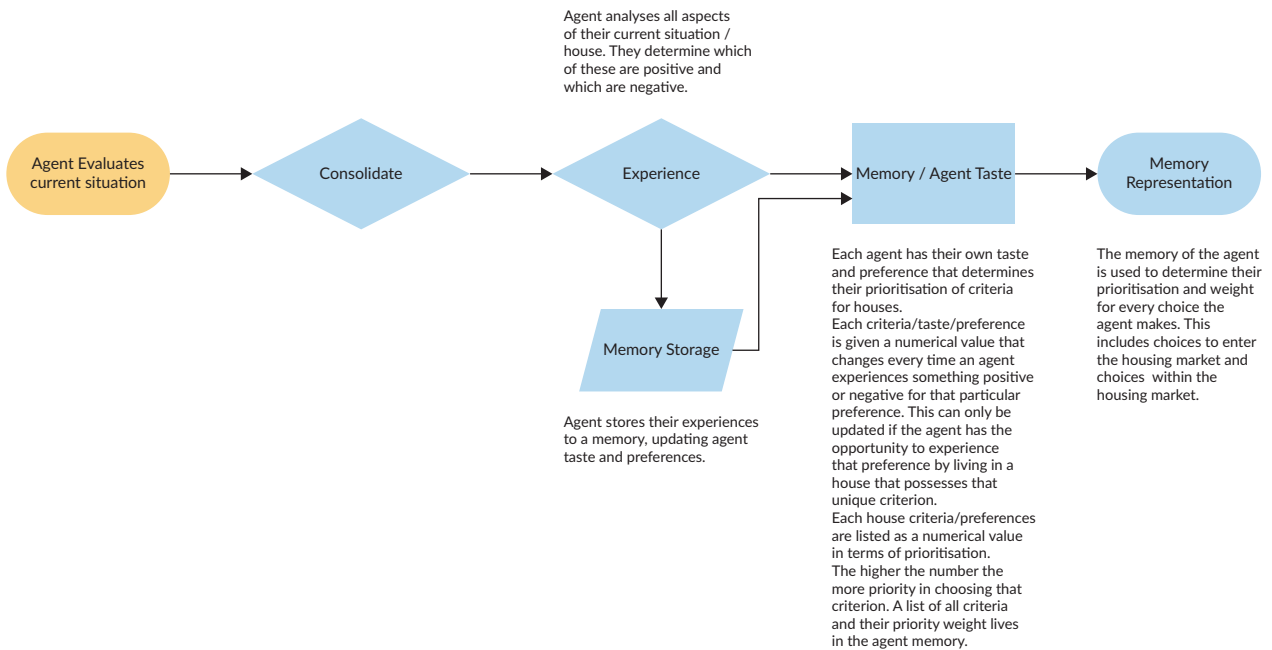 Agent analyses all aspects
of their current situation /
house. They determine which
of these are positive and
which are negative.
Agent Evaluates
current situation
Consolidate
Experience
Memory / Agent Taste
Memory
Representation
Memory Storage
Agent stores their experiences
to a memory, updating agent
taste and preferences.
Each agent has their own taste
and preference that determines
their prioritisation of criteria
for houses.
Each criteria/taste/preference
is given a numerical value that
changes every time an agent
experiences something positive
or negative for that particular
preference. This can only be
updated if the agent has the
opportunity to experience
that preference by living in a
house that possesses that
unique criterion.
Each house criteria/preferences
are listed as a numerical value
in terms of prioritisation.
The higher the number the
more priority in choosing that
criterion. A list of all criteria
and their priority weight lives
in the agent memory.
The memory of the agent
is used to determine their
prioritisation and weight
for every choice the
agent makes. This
includes choices to enter
the housing market and
choices  within the
housing market.